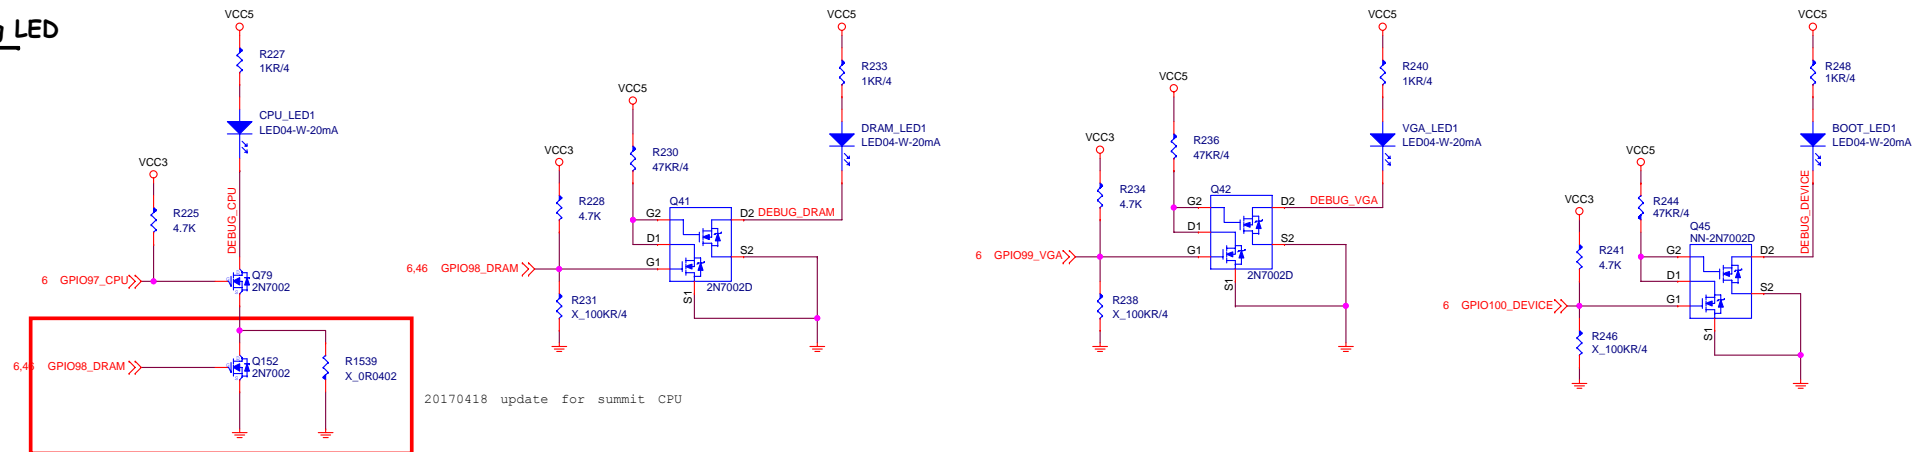 LED
VCC5
R227
1KR/4
CPU_LED1
LED04-W-20mA
VCC3
R225
4.7K
DEBUG_CPU
6 GPIO97_CPU
Q79
2N7002
6,46 GPIO98_DRAM
Q152
2N7002
R1539
X_0R0402
20170418 update for summit CPU
VCC5
R233
1KR/4
DRAM_LED1
LED04-W-20mA
VCC5
R230
47KR/4
VCC3
R228
4.7K
Q41
G2
D2
DEBUG_DRAM
D1
S2
6,46 GPIO98_DRAM
G1
2N7002D
S1
R231
X_100KR/4
VCC5
R240
1KR/4
VGA_LED1
LED04-W-20mA
VCC5
R236
47KR/4
VCC3
R234
4.7K
Q42
G2
D2
DEBUG_VGA
D1
S2
6 GPIO99_VGA
G1
2N7002D
S1
R238
X_100KR/4
VCC5
R248
1KR/4
BOOT_LED1
LED04-W-20mA
VCC5
R244
47KR/4
VCC3
R241
4.7K
DEBUG_DEVICE
Q45
NN-2N7002D
G2
D2
D1
S2
6 GPIO100_DEVICE
G1
S1
R246
X_100KR/4